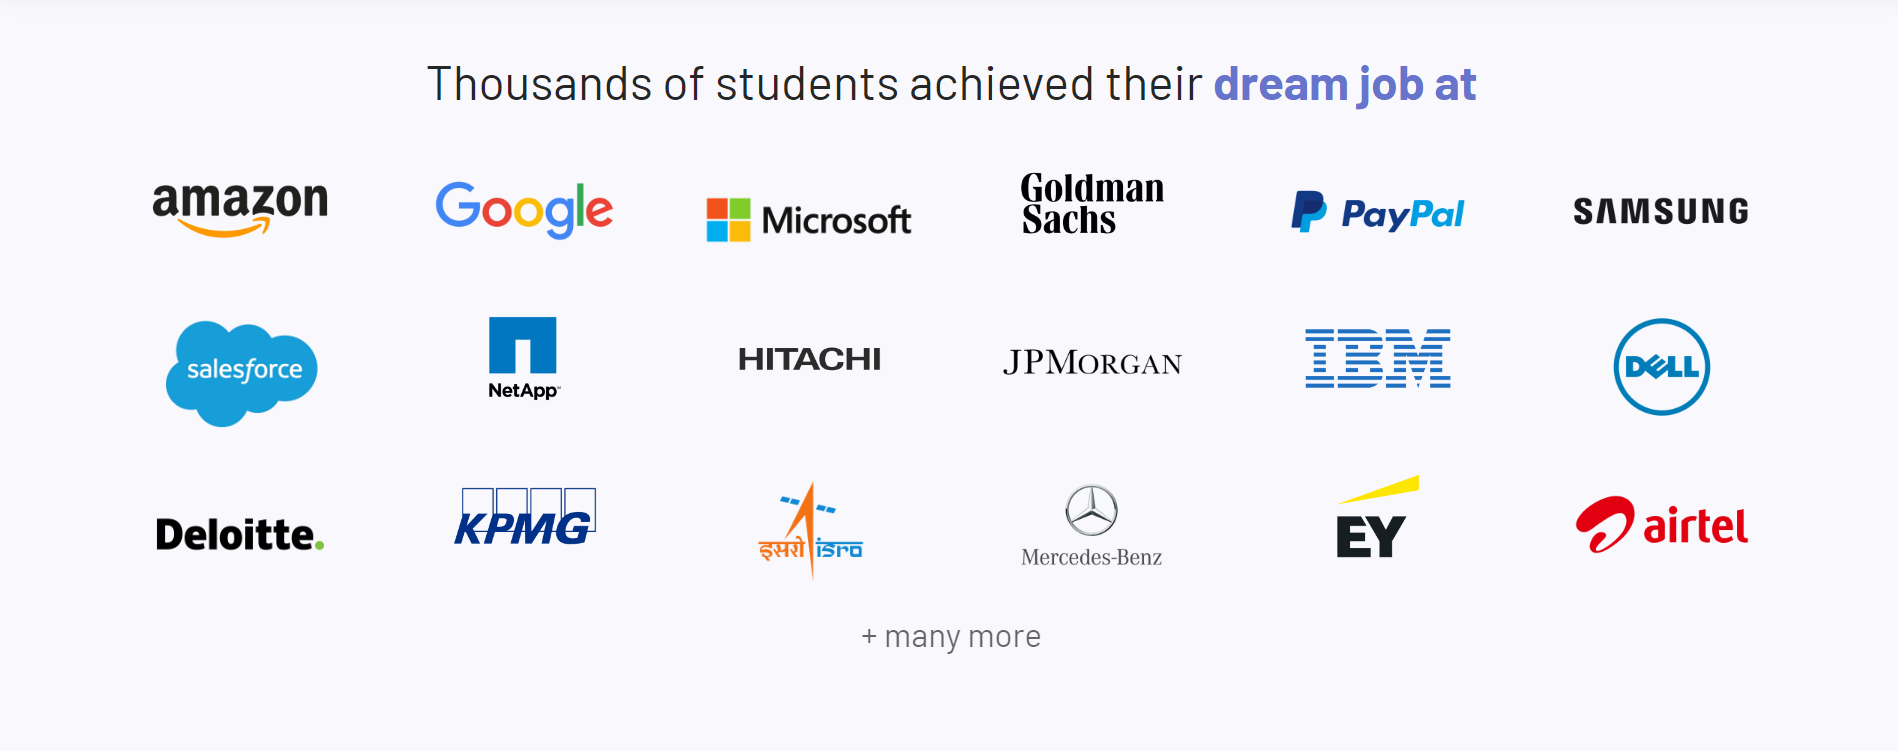 Thousands of students achieved their dream job at
amazon
Google
Microsoft
Goldman
Sachs
PayPal
SAMSUNG
salesforce
NetApp™
HITACHI
JPMORGAN
IBM
DELL
Deloitte.
KPMG
इसरो isro
Mercedes-Benz
EY
airtel
+ many more